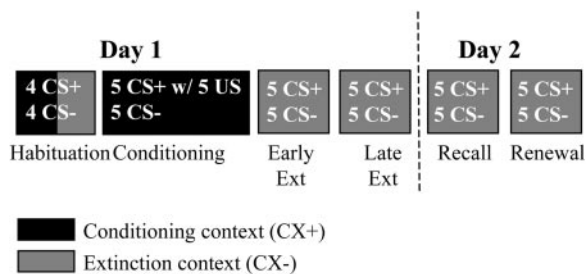 Day 1
Day 2
4 CS+
4 CS-
5 CS+ w/ 5 US
5 CS-
5 CS+
5 CS-
5 CS+
5 CS-
5 CS+
5 CS-
5 CS+
5 CS-
Habituation
Conditioning
Early
Ext
Late
Ext
Recall
Renewal
Conditioning context (CX+)
Extinction context (CX-)